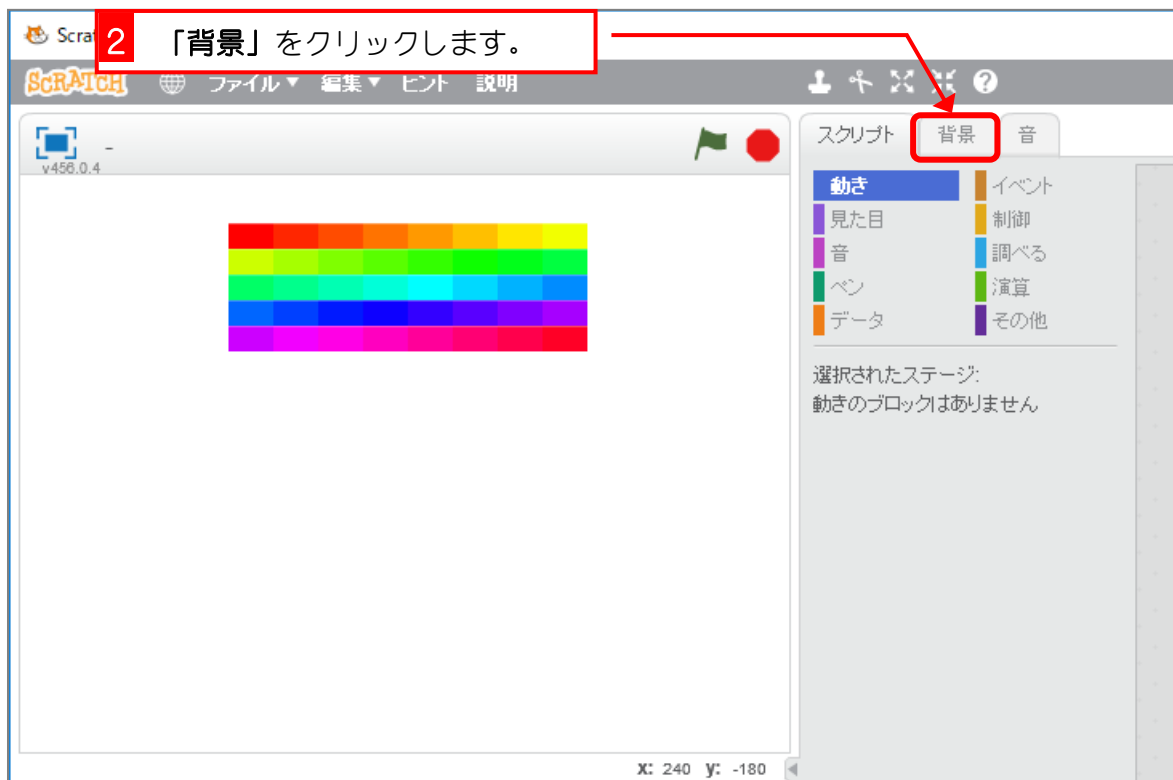 Scrat
2 「背景」をクリックします。
SCRATCH ファイル▼ 編集▼ ヒント 説明
v456.0.4
スクリプト 背景 音
動き イベント
見た目 制御
音 調べる
ペン 演算
データ その他
選択されたステージ:
動きのブロックはありません
x: 240 y: -180